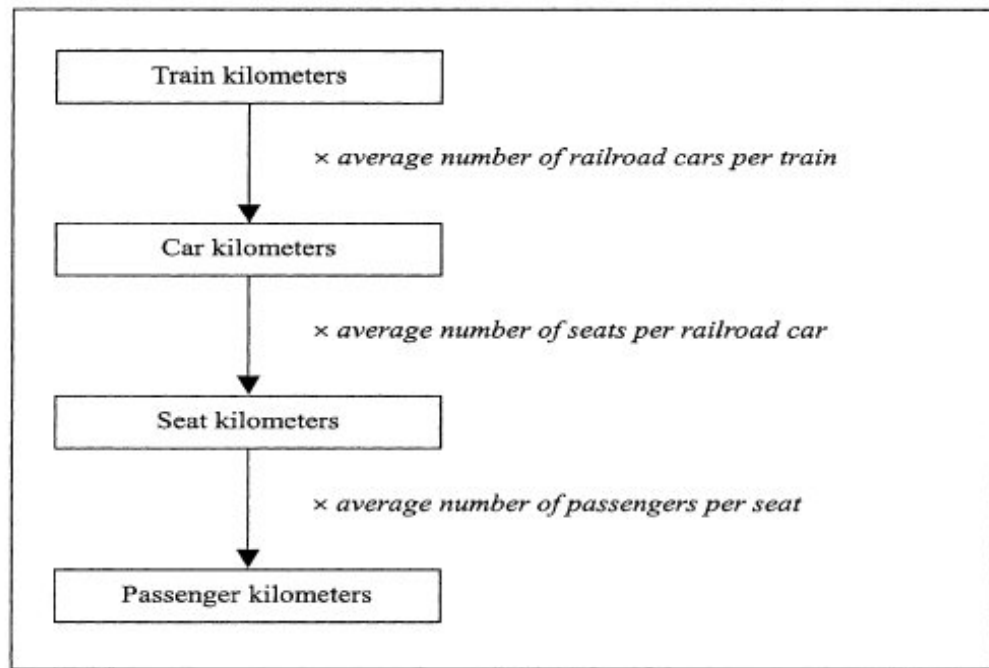 Train kilometers
× average number of railroad cars per train
Car kilometers
× average number of seats per railroad car
Seat kilometers
× average number of passengers per seat
Passenger kilometers